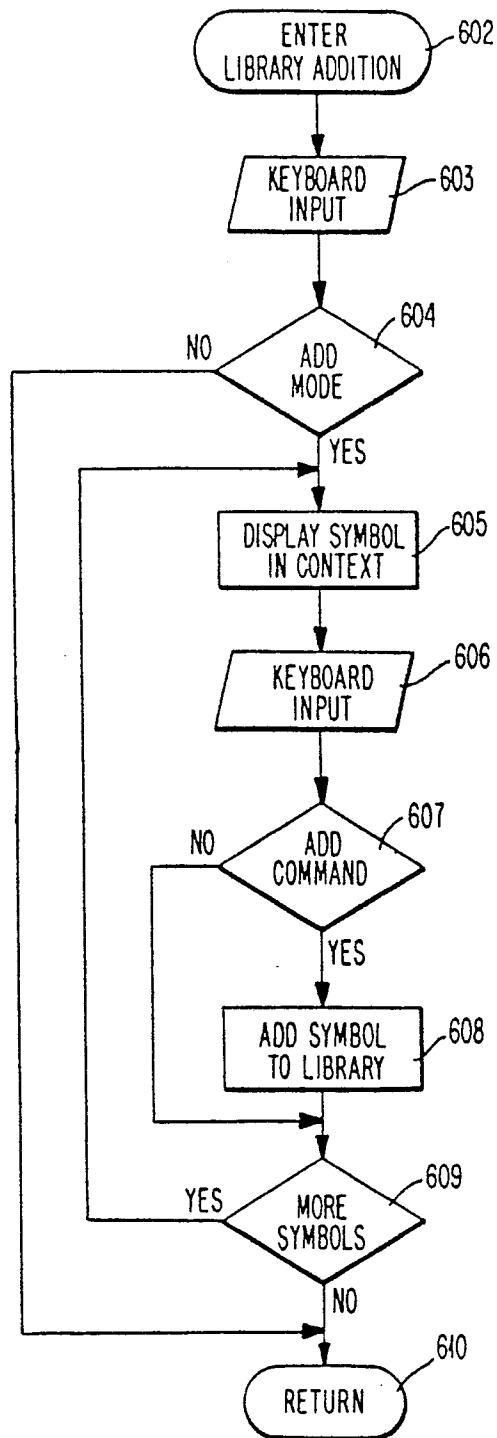 ENTER
LIBRARY ADDITION
602
KEYBOARD
INPUT
603
604
NO
ADD
MODE
YES
DISPLAY SYMBOL
IN CONTEXT
605
KEYBOARD
INPUT
606
607
NO
ADD
COMMAND
YES
ADD SYMBOL
TO LIBRARY
608
609
YES
MORE
SYMBOLS
NO
RETURN
610